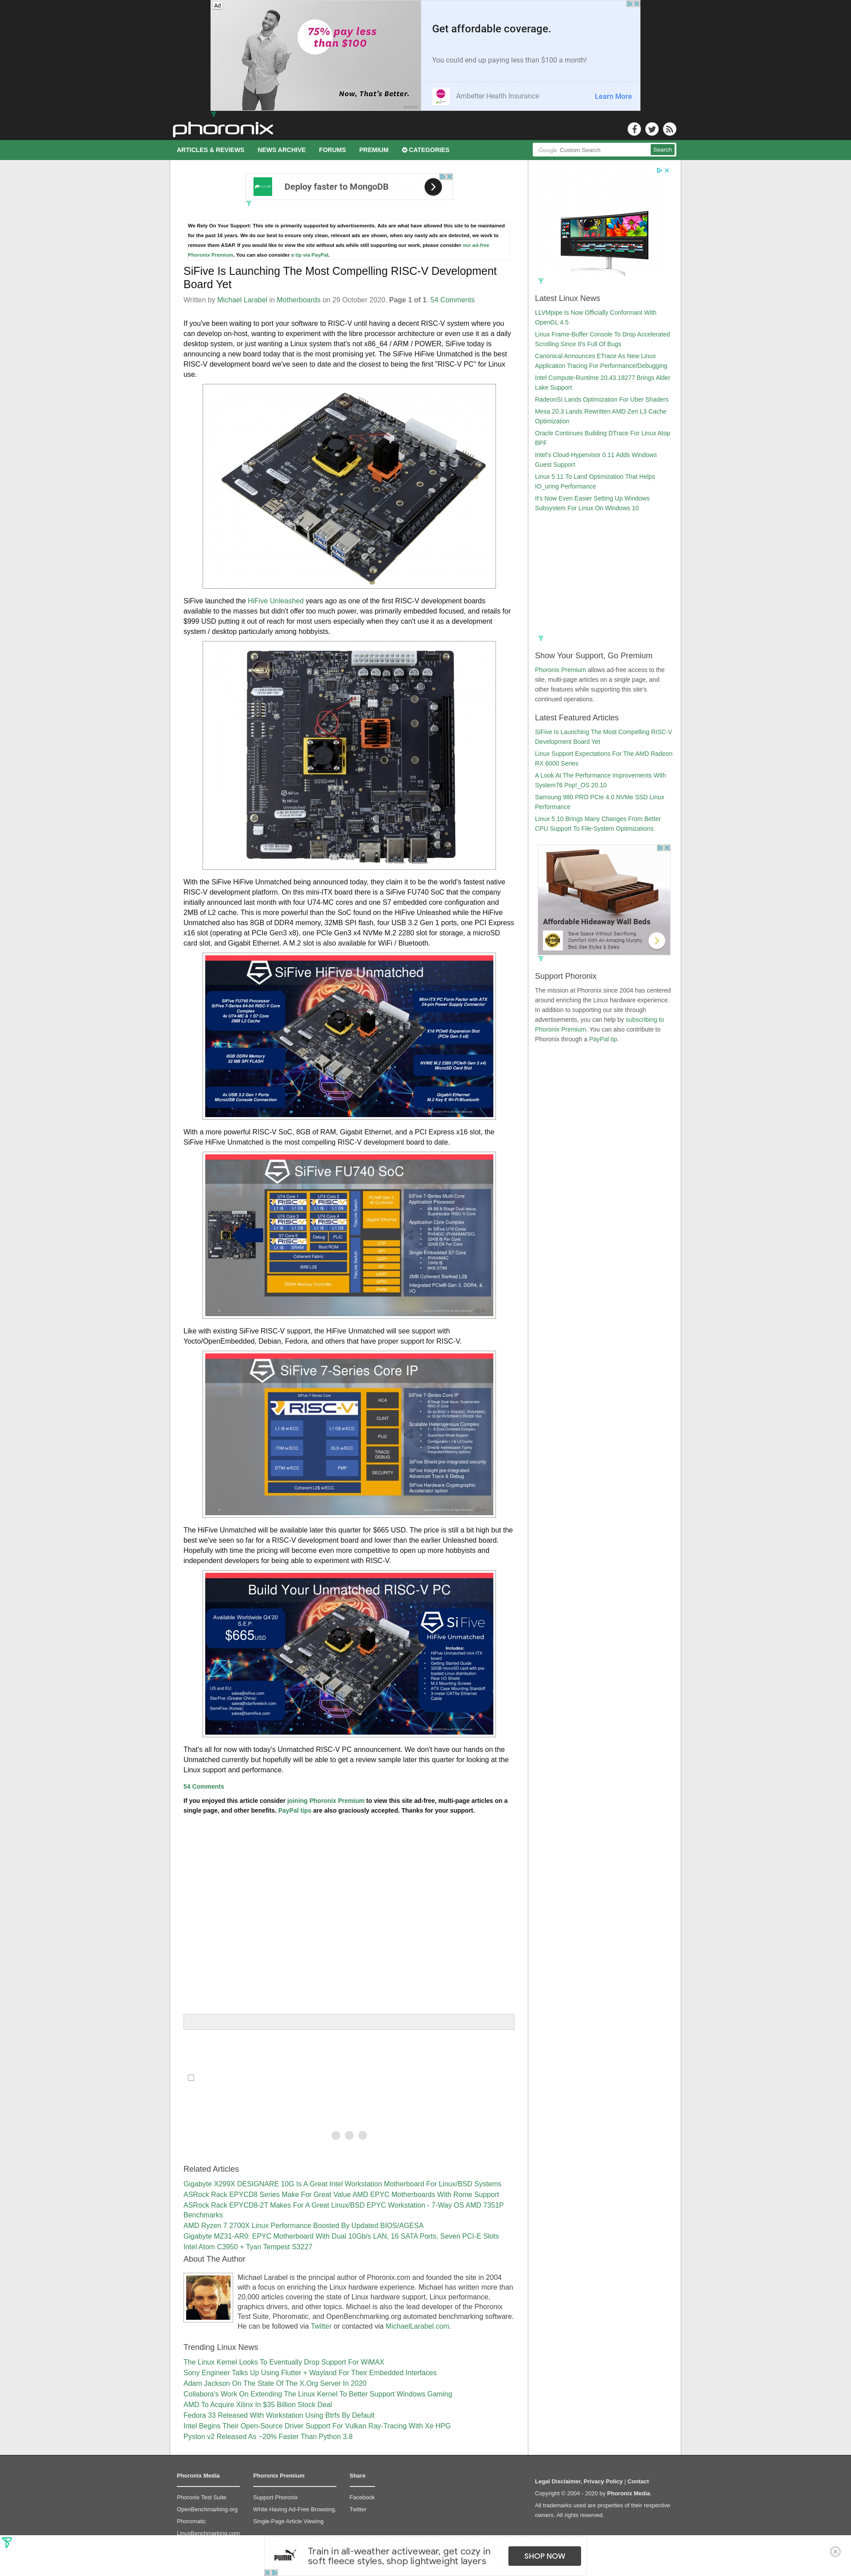 Ad
75% pay less
than $100
Now, That's Better.
Get affordable coverage.
You could end up paying less than $100 a month!
Ambetter Health Insurance
Learn More
phoronix
ARTICLES & REVIEWS
NEWS ARCHIVE
FORUMS
PREMIUM
CATEGORIES
Google Custom Search
Search
Deploy faster to MongoDB
We Rely On Your Support: This site is primarily supported by advertisements. Ads are what have allowed this site to be maintained
for the past 16 years. We do our best to ensure only clean, relevant ads are shown, when any nasty ads are detected, we work to
remove them ASAP. If you would like to view the site without ads while still supporting our work, please consider our ad-free
Phoronix Premium. You can also consider a tip via PayPal.
SiFive Is Launching The Most Compelling RISC-V Development
Board Yet
Written by Michael Larabel in Motherboards on 29 October 2020. Page 1 of 1. 54 Comments
If you've been waiting to port your software to RISC-V until having a decent RISC-V system where you
can develop on-host, wanting to experiment with the libre processor architecture or even use it as a daily
desktop system, or just wanting a Linux system that's not x86_64 / ARM / POWER, SiFive today is
announcing a new board today that is the most promising yet. The SiFive HiFive Unmatched is the best
RISC-V development board we've seen to date and the closest to being the first "RISC-V PC" for Linux
use.
SiFive launched the HiFive Unleashed years ago as one of the first RISC-V development boards
available to the masses but didn't offer too much power, was primarily embedded focused, and retails for
$999 USD putting it out of reach for most users especially when they can't use it as a development
system / desktop particularly among hobbyists.
With the SiFive HiFive Unmatched being announced today, they claim it to be the world's fastest native
RISC-V development platform. On this mini-ITX board there is a SiFive FU740 SoC that the company
initially announced last month with four U74-MC cores and one S7 embedded core configuration and
2MB of L2 cache. This is more powerful than the SoC found on the HiFive Unleashed while the HiFive
Unmatched also has 8GB of DDR4 memory, 32MB SPI flash, four USB 3.2 Gen 1 ports, one PCI Express
x16 slot (operating at PCIe Gen3 x8), one PCIe Gen3 x4 NVMe M.2 2280 slot for storage, a microSD
card slot, and Gigabit Ethernet. A M.2 slot is also available for WiFi / Bluetooth.
SiFive HiFive Unmatched
SiFive FU740 Processor
SiFive 7-Series 64-bit RISC-V Core
Complex
4x U74-MC & 1 S7 Core
2MB L2 Cache
Mini-ITX PC Form Factor with ATX
24-pin Power Supply Connector
X16 PCIe® Expansion Slot
(PCIe Gen 3 x8)
8GB DDR4 Memory
32 MB SPI FLASH
NVME M.2 2280 (PCIe® Gen 3 x4)
MicroSD Card Slot
4x USB 3.2 Gen 1 Ports
MicroUSB Console Connection
Gigabit Ethernet
M.2 Key E Wi-Fi/Bluetooth
With a more powerful RISC-V SoC, 8GB of RAM, Gigabit Ethernet, and a PCI Express x16 slot, the
SiFive HiFive Unmatched is the most compelling RISC-V development board to date.
SiFive FU740 SoC
Like with existing SiFive RISC-V support, the HiFive Unmatched will see support with
Yocto/OpenEmbedded, Debian, Fedora, and others that have proper support for RISC-V.
SiFive 7-Series Core IP
RISC-V
HCA
CLINT
PLIC
TRACE/
DEBUG
SECURITY
The HiFive Unmatched will be available later this quarter for $665 USD. The price is still a bit high but the
best we've seen so far for a RISC-V development board and lower than the earlier Unleashed board.
Hopefully with time the pricing will become even more competitive to open up more hobbyists and
independent developers for being able to experiment with RISC-V.
Build Your Unmatched RISC-V PC
Available Worldwide Q4'20
S.E.P.
$665USD
SiFive
HiFive Unmatched
That's all for now with today's Unmatched RISC-V PC announcement. We don't have our hands on the
Unmatched currently but hopefully will be able to get a review sample later this quarter for looking at the
Linux support and performance.
54 Comments
If you enjoyed this article consider joining Phoronix Premium to view this site ad-free, multi-page articles on a
single page, and other benefits. PayPal tips are also graciously accepted. Thanks for your support.
Related Articles
Gigabyte X299X DESIGNARE 10G Is A Great Intel Workstation Motherboard For Linux/BSD Systems
ASRock Rack EPYCD8 Series Make For Great Value AMD EPYC Motherboards With Rome Support
ASRock Rack EPYCD8-2T Makes For A Great Linux/BSD EPYC Workstation - 7-Way OS AMD 7351P
Benchmarks
AMD Ryzen 7 2700X Linux Performance Boosted By Updated BIOS/AGESA
Gigabyte MZ31-AR0: EPYC Motherboard With Dual 10Gb/s LAN, 16 SATA Ports, Seven PCI-E Slots
Intel Atom C3950 + Tyan Tempest S3227
About The Author
Michael Larabel is the principal author of Phoronix.com and founded the site in 2004
with a focus on enriching the Linux hardware experience. Michael has written more than
20,000 articles covering the state of Linux hardware support, Linux performance,
graphics drivers, and other topics. Michael is also the lead developer of the Phoronix
Test Suite, Phoromatic, and OpenBenchmarking.org automated benchmarking software.
He can be followed via Twitter or contacted via MichaelLarabel.com.
Trending Linux News
The Linux Kernel Looks To Eventually Drop Support For WiMAX
Sony Engineer Talks Up Using Flutter + Wayland For Their Embedded Interfaces
Adam Jackson On The State Of The X.Org Server In 2020
Collabora's Work On Extending The Linux Kernel To Better Support Windows Gaming
AMD To Acquire Xilinx In $35 Billion Stock Deal
Fedora 33 Released With Workstation Using Btrfs By Default
Intel Begins Their Open-Source Driver Support For Vulkan Ray-Tracing With Xe HPG
Pyston v2 Released As ~20% Faster Than Python 3.8
Latest Linux News
LLVMpipe Is Now Officially Conformant With
OpenGL 4.5
Linux Frame-Buffer Console To Drop Accelerated
Scrolling Since It's Full Of Bugs
Canonical Announces ETrace As New Linux
Application Tracing For Performance/Debugging
Intel Compute-Runtime 20.43.18277 Brings Alder
Lake Support
RadeonSI Lands Optimization For Uber Shaders
Mesa 20.3 Lands Rewritten AMD Zen L3 Cache
Optimization
Oracle Continues Building DTrace For Linux Atop
BPF
Intel's Cloud-Hypervisor 0.11 Adds Windows
Guest Support
Linux 5.11 To Land Optimization That Helps
IO_uring Performance
It's Now Even Easier Setting Up Windows
Subsystem For Linux On Windows 10
Show Your Support, Go Premium
Phoronix Premium allows ad-free access to the
site, multi-page articles on a single page, and
other features while supporting this site's
continued operations.
Latest Featured Articles
SiFive Is Launching The Most Compelling RISC-V
Development Board Yet
Linux Support Expectations For The AMD Radeon
RX 6000 Series
A Look At The Performance Improvements With
System76 Pop!_OS 20.10
Samsung 980 PRO PCIe 4.0 NVMe SSD Linux
Performance
Linux 5.10 Brings Many Changes From Better
CPU Support To File-System Optimizations
Affordable Hideaway Wall Beds
Save Space Without Sacrificing
Comfort With An Amazing Murphy
Bed, See Styles & Sales
Support Phoronix
The mission at Phoronix since 2004 has centered
around enriching the Linux hardware experience.
In addition to supporting our site through
advertisements, you can help by subscribing to
Phoronix Premium. You can also contribute to
Phoronix through a PayPal tip.
Phoronix Media
Phoronix Test Suite
OpenBenchmarking.org
Phoromatic
LinuxBenchmarking.com
Phoronix Premium
Support Phoronix
While Having Ad-Free Browsing,
Single-Page Article Viewing
Share
Facebook
Twitter
Legal Disclaimer, Privacy Policy | Contact
Copyright © 2004 - 2020 by Phoronix Media.
All trademarks used are properties of their respective
owners. All rights reserved.
PUMA
Train in all-weather activewear, get cozy in
soft fleece styles, shop lightweight layers
SHOP NOW